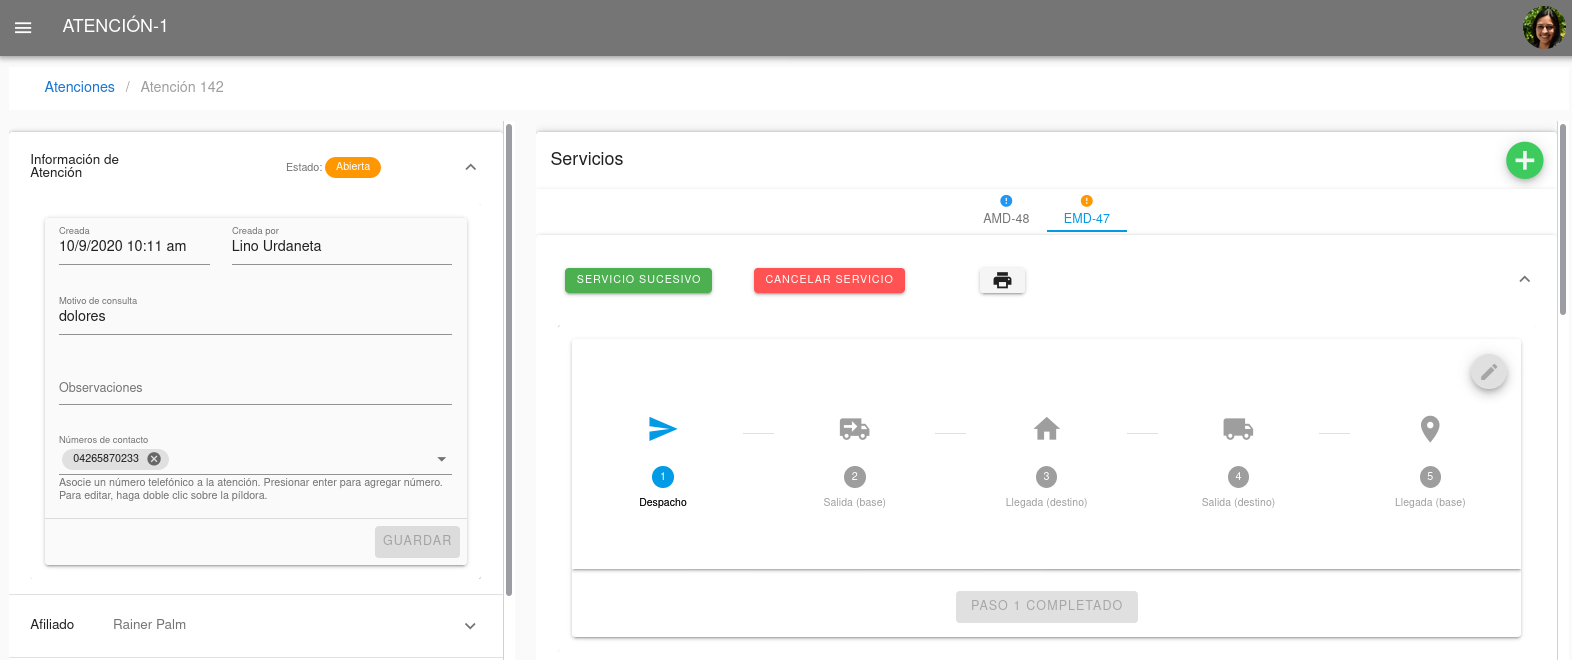 ATENCIÓN-1
Atenciones / Atención 142
Información de
Atención
Estado: Abierta
Creada
10/9/2020 10:11 am
Creada por
Lino Urdaneta
Motivo de consulta
dolores
Observaciones
Números de contacto
04265870233
Asocie un número telefónico a la atención. Presionar enter para agregar número.
Para editar, haga doble clic sobre la píldora.
GUARDAR
Afiliado Rainer Palm
Servicios
AMD-48
EMD-47
SERVICIO SUCESIVO
CANCELAR SERVICIO
1
Despacho
2
Salida (base)
3
Llegada (destino)
4
Salida (destino)
5
Llegada (base)
PASO 1 COMPLETADO